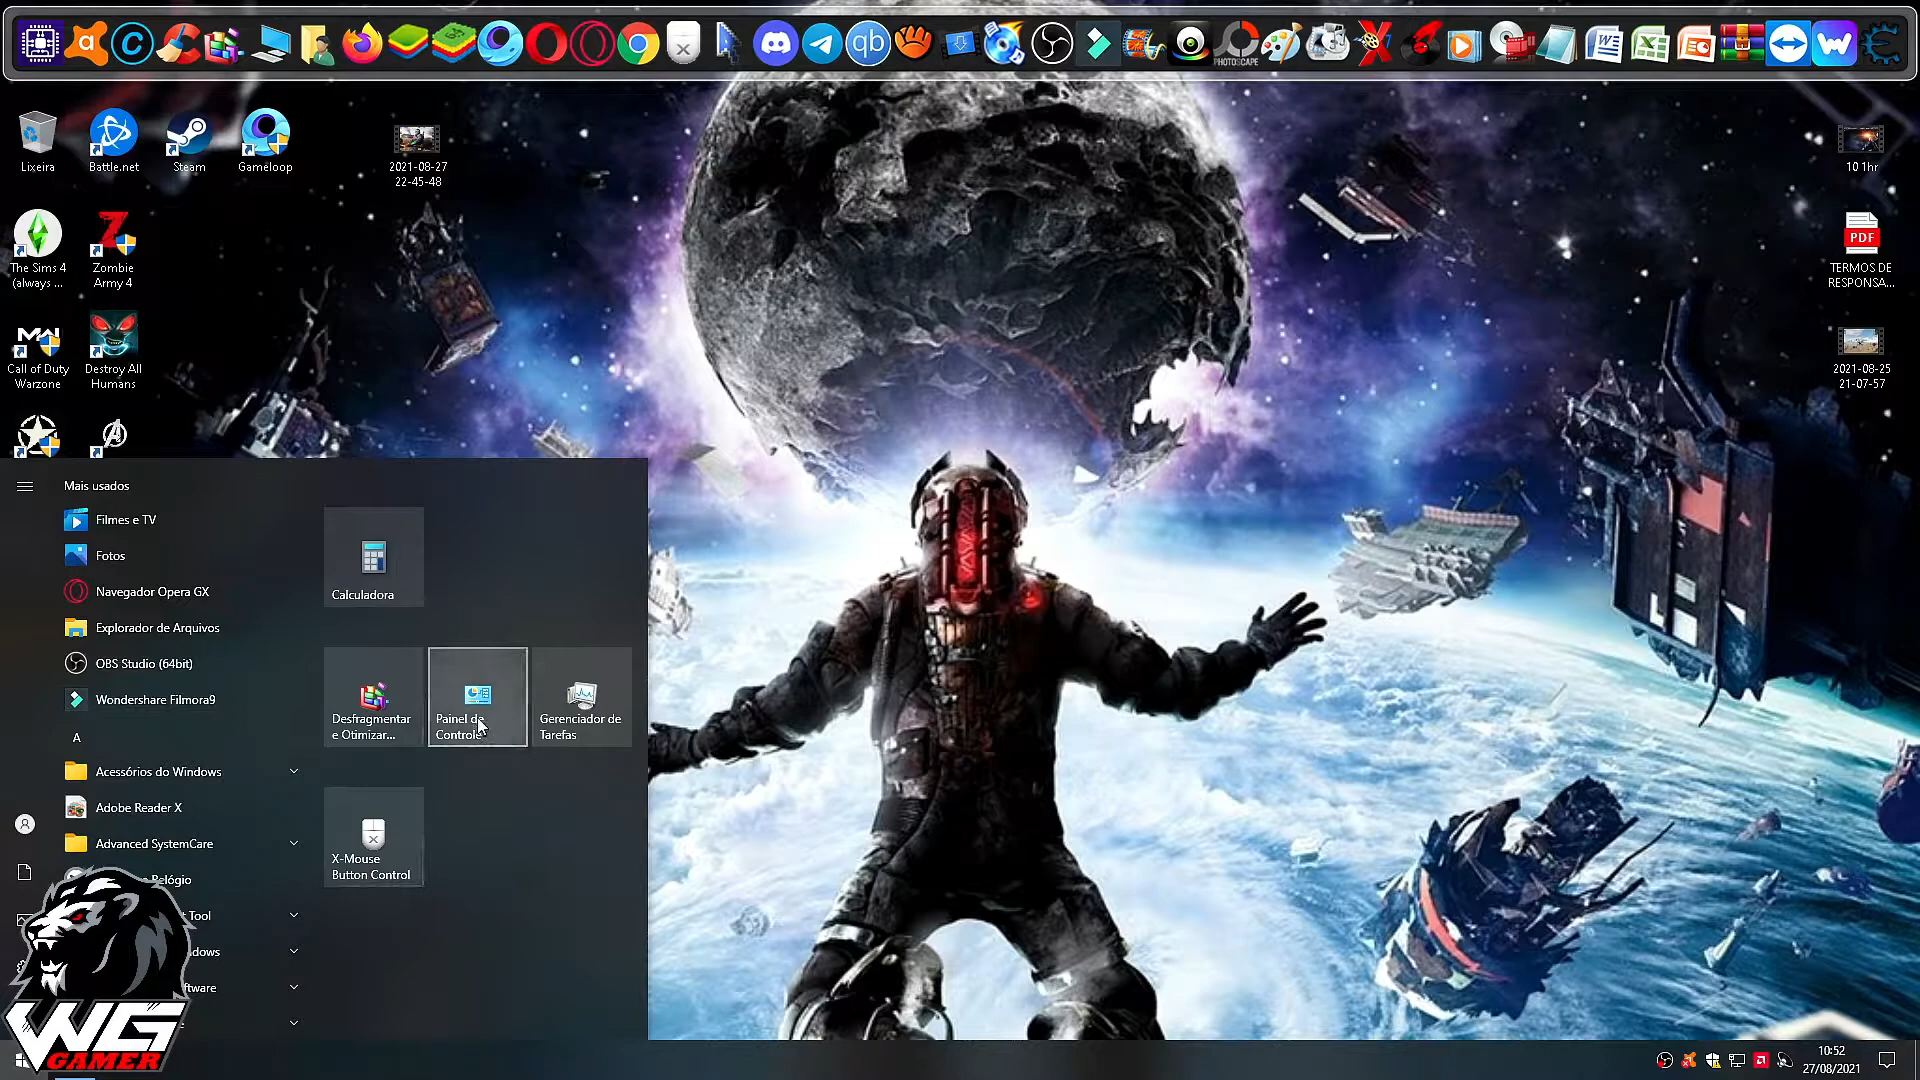 PHOTOSCAPE
Lixeira
Battle.net
Steam
Gameloop
2021-08-27
22-45-48
10 1hr
The Sims 4
(always ...
Zombie
Army 4
PDF
TERMOS DE
RESPONSA...
Call of Duty
Warzone
Destroy All
Humans
2021-08-25
21-07-57
Mais usados
Filmes e TV
Fotos
Navegador Opera GX
Explorador de Arquivos
OBS Studio (64bit)
Wondershare Filmora9
A
Acessórios do Windows
Adobe Reader X
Advanced SystemCare
Relógio
Tool
dows
ftware
Calculadora
Desfragmentar
e Otimizar...
Painel de
Controle
Gerenciador de
Tarefas
X-Mouse
Button Control
WG
GAMER
10:52
27/08/2021